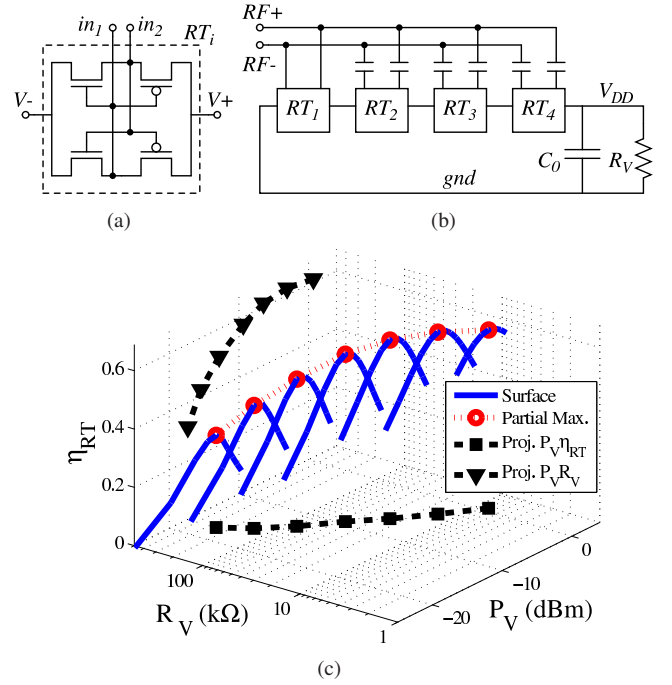 in1 in2
RTi
V- V+
(a)
RF+
RF-
RT1 RT2 RT3 RT4
VDD
C0 RV
gnd
(b)
0.6
0.4
0.2
0
ηRT
100
10
1
RV (kΩ)
−20
−10
0
PV (dBm)
Surface
Partial Max.
Proj. PVηRT
Proj. PVRV
(c)